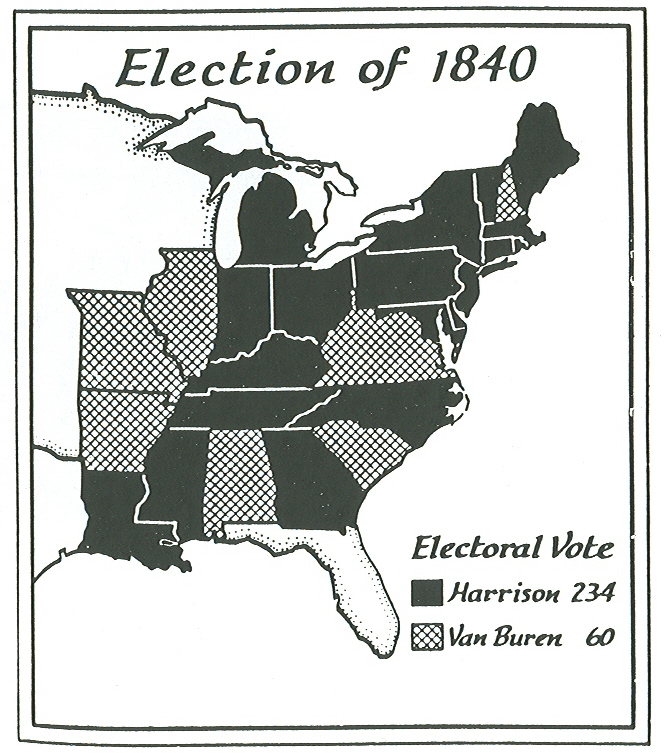 Election of 1840
Electoral Vote
Harrison 234
Van Buren 60